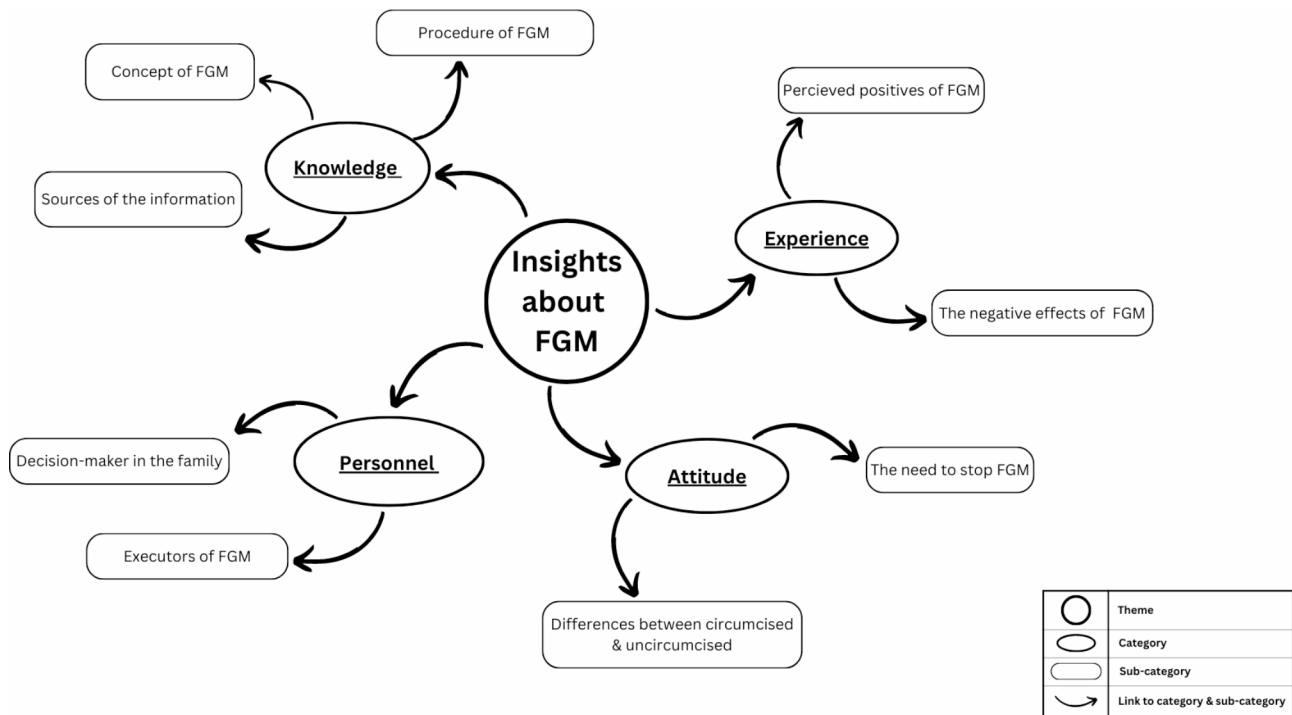 Procedure of FGM
Concept of FGM
Knowledge
Sources of the information
Percieved positives of FGM
Experience
The negative effects of FGM
Insights
about
FGM
Decision-maker in the family
Personnel
Executors of FGM
Attitude
The need to stop FGM
Differences between circumcised
& uncircumcised
Theme
Category
Sub-category
Link to category & sub-category